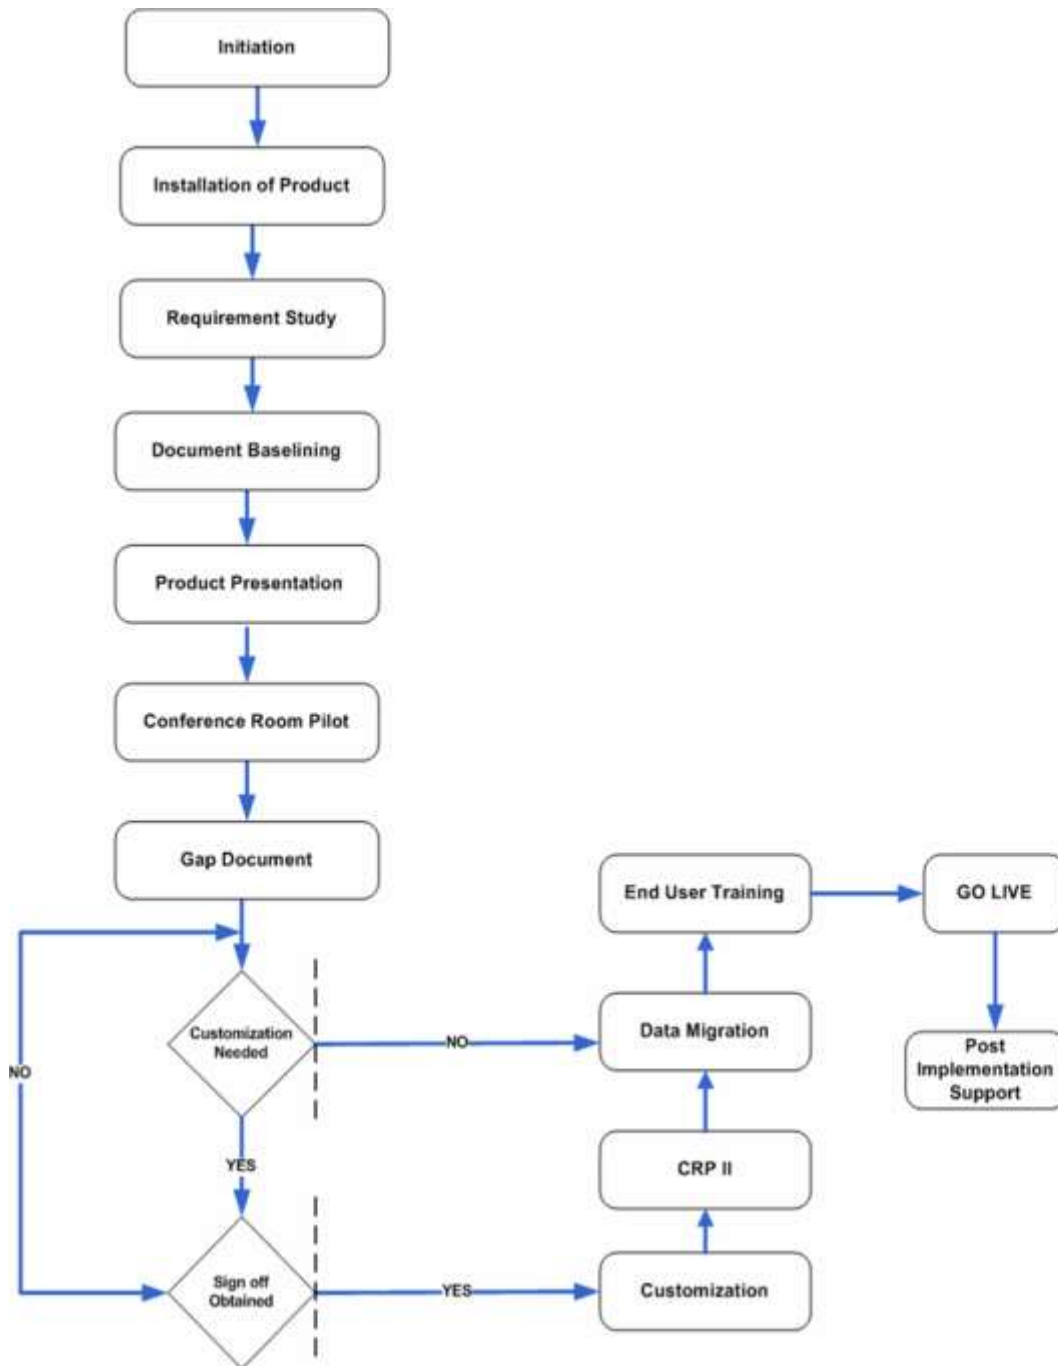 Initiation
Installation of Product
Requirement Study
Document Baselining
Product Presentation
Conference Room Pilot
Gap Document
End User Training
GO LIVE
Customization
Needed
NO
Data Migration
Post
Implementation
Support
NO
YES
CRP II
Sign off
Obtained
YES
Customization